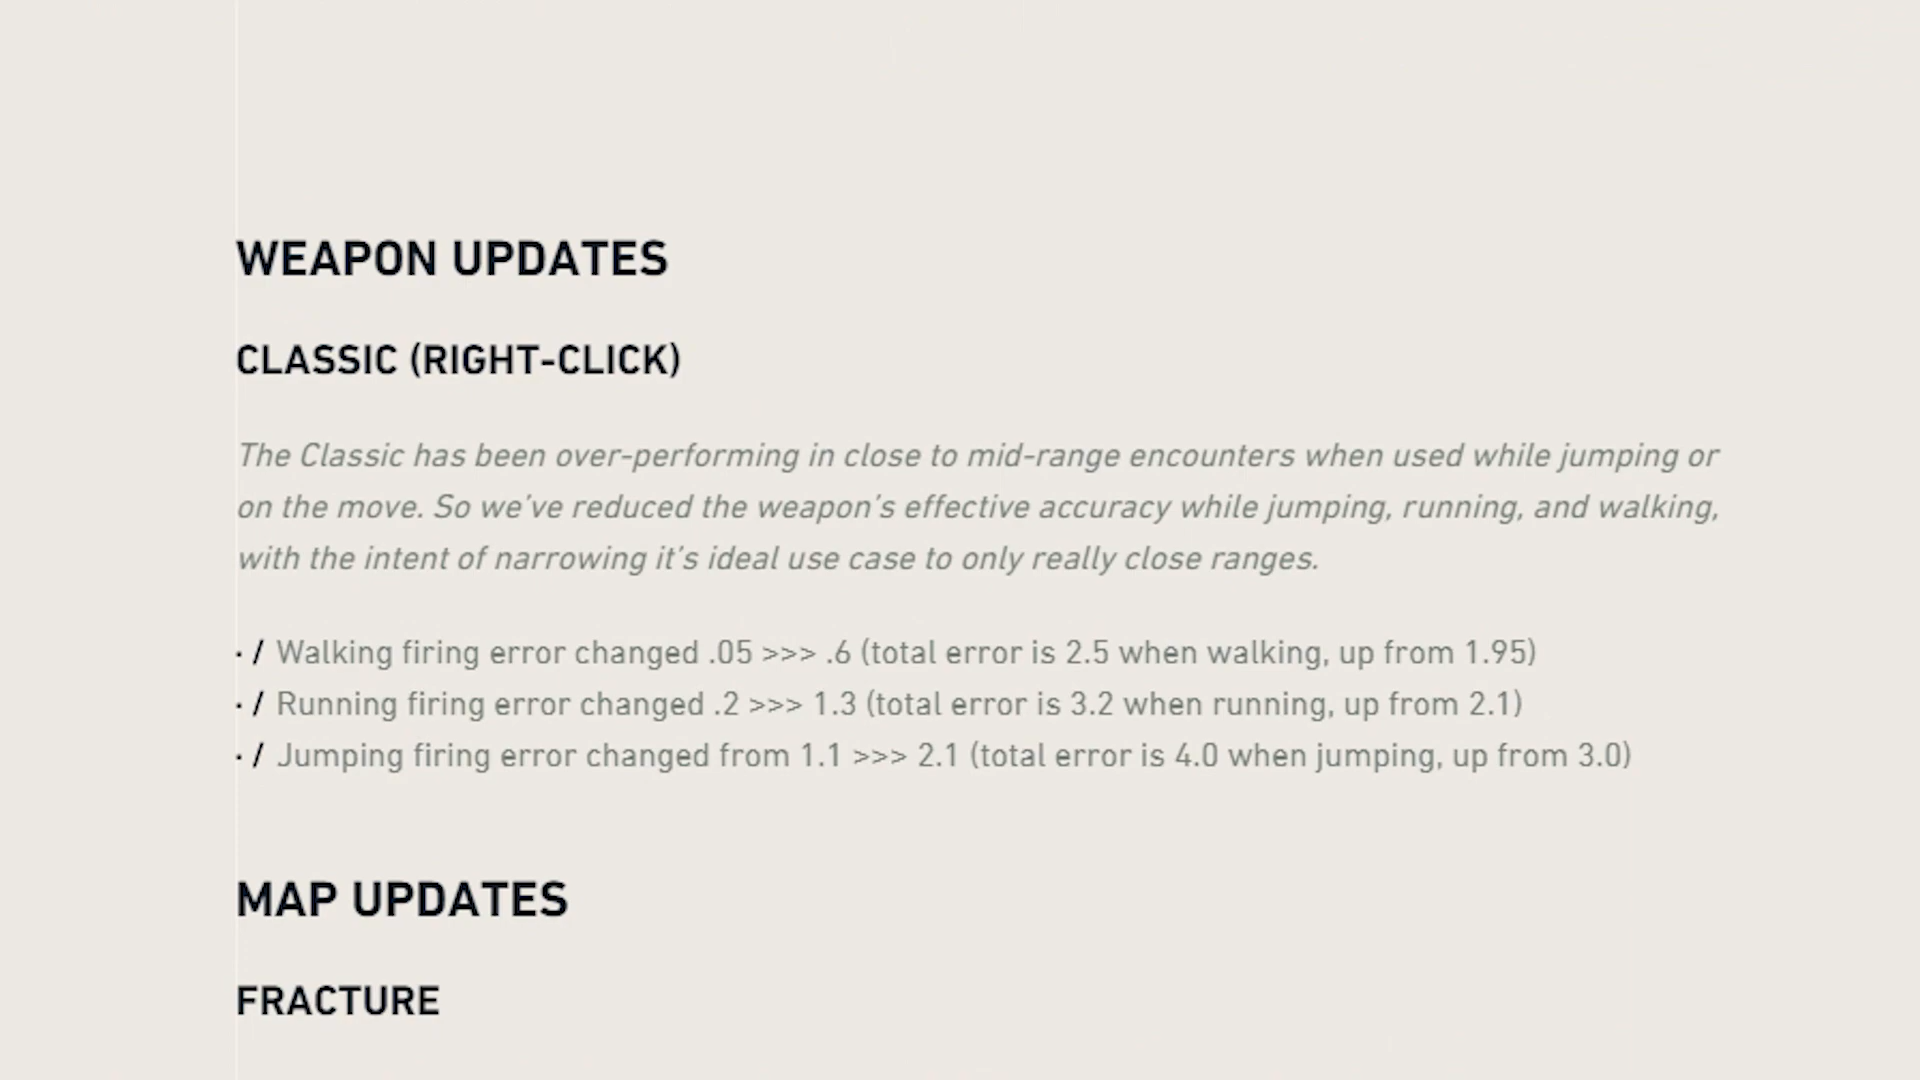 WEAPON UPDATES
CLASSIC (RIGHT-CLICK)
The Classic has been over-performing in close to mid-range encounters when used while jumping or
on the move. So we've reduced the weapon's effective accuracy while jumping, running, and walking,
with the intent of narrowing it's ideal use case to only really close ranges.
· / Walking firing error changed .05 >>> .6 (total error is 2.5 when walking, up from 1.95)
· / Running firing error changed .2 >>> 1.3 (total error is 3.2 when running, up from 2.1)
· / Jumping firing error changed from 1.1 >>> 2.1 (total error is 4.0 when jumping, up from 3.0)
MAP UPDATES
FRACTURE